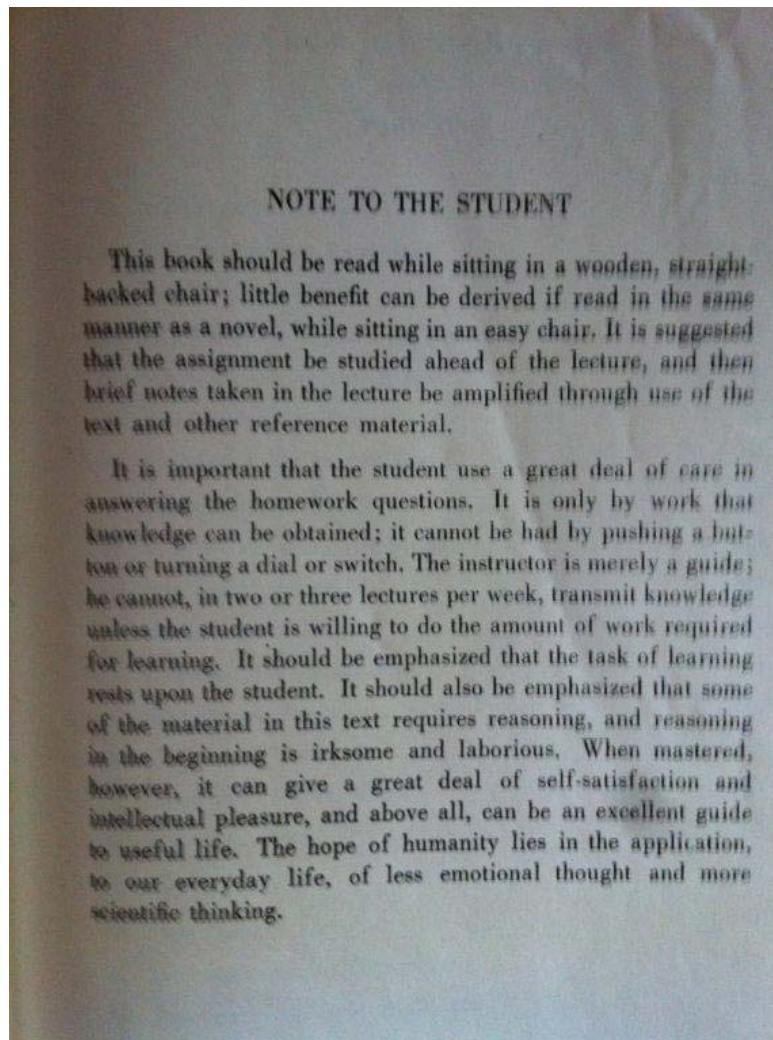 NOTE TO THE STUDENT
This book should be read while sitting in a wooden, straight-
backed chair; little benefit can be derived if read in the same
manner as a novel, while sitting in an easy chair. It is suggested
that the assignment be studied ahead of the lecture, and then
brief notes taken in the lecture be amplified through use of the
text and other reference material.
It is important that the student use a great deal of care in
answering the homework questions. It is only by work that
knowledge can be obtained; it cannot be had by pushing a but-
ton or turning a dial or switch. The instructor is merely a guide;
he cannot, in two or three lectures per week, transmit knowledge
unless the student is willing to do the amount of work required
for learning. It should be emphasized that the task of learning
rests upon the student. It should also be emphasized that some
of the material in this text requires reasoning, and reasoning
in the beginning is irksome and laborious. When mastered,
however, it can give a great deal of self-satisfaction and
intellectual pleasure, and above all, can be an excellent guide
to useful life. The hope of humanity lies in the application,
to our everyday life, of less emotional thought and more
scientific thinking.